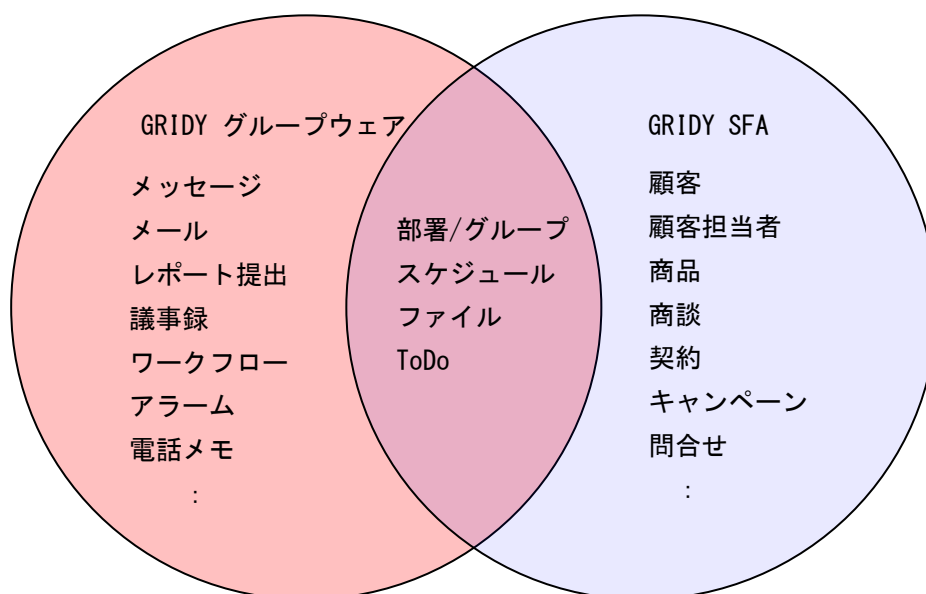 GRIDY グループウェア
メッセージ
メール
レポート提出
議事録
ワークフロー
アラーム
電話メモ
:
部署/グループ
スケジュール
ファイル
ToDo
GRIDY SFA
顧客
顧客担当者
商品
商談
契約
キャンペーン
問合せ
: